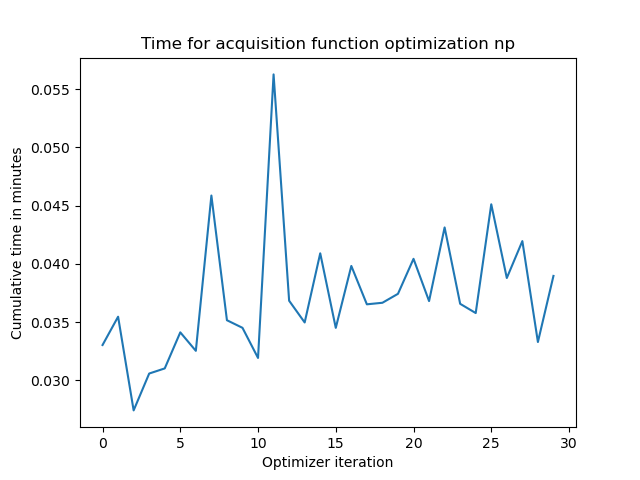 Time for acquisition function optimization np
Cumulative time in minutes
0.055
0.050
0.045
0.040
0.035
0.030
0 5 10 15 20 25 30
Optimizer iteration